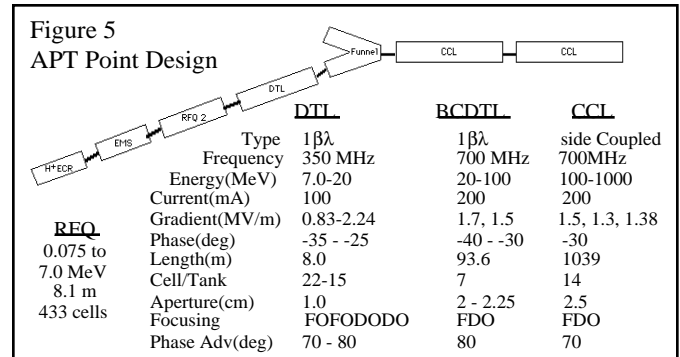 Figure 5
APT Point Design
Funnel
CCL
CCL
DTL
RFQ 2
EMS
H+ECR
DTL BCDTL CCL
Type 1βλ 1βλ side Coupled
Frequency 350 MHz 700 MHz 700MHz
Energy(MeV) 7.0-20 20-100 100-1000
Current(mA) 100 200 200
Gradient(MV/m) 0.83-2.24 1.7, 1.5 1.5, 1.3, 1.38
Phase(deg) -35 - -25 -40 - -30 -30
Length(m) 8.0 93.6 1039
Cell/Tank 22-15 7 14
Aperture(cm) 1.0 2 - 2.25 2.5
Focusing FOFODODO FDO FDO
Phase Adv(deg) 70 - 80 80 70
RFQ
0.075 to
7.0 MeV
8.1 m
433 cells